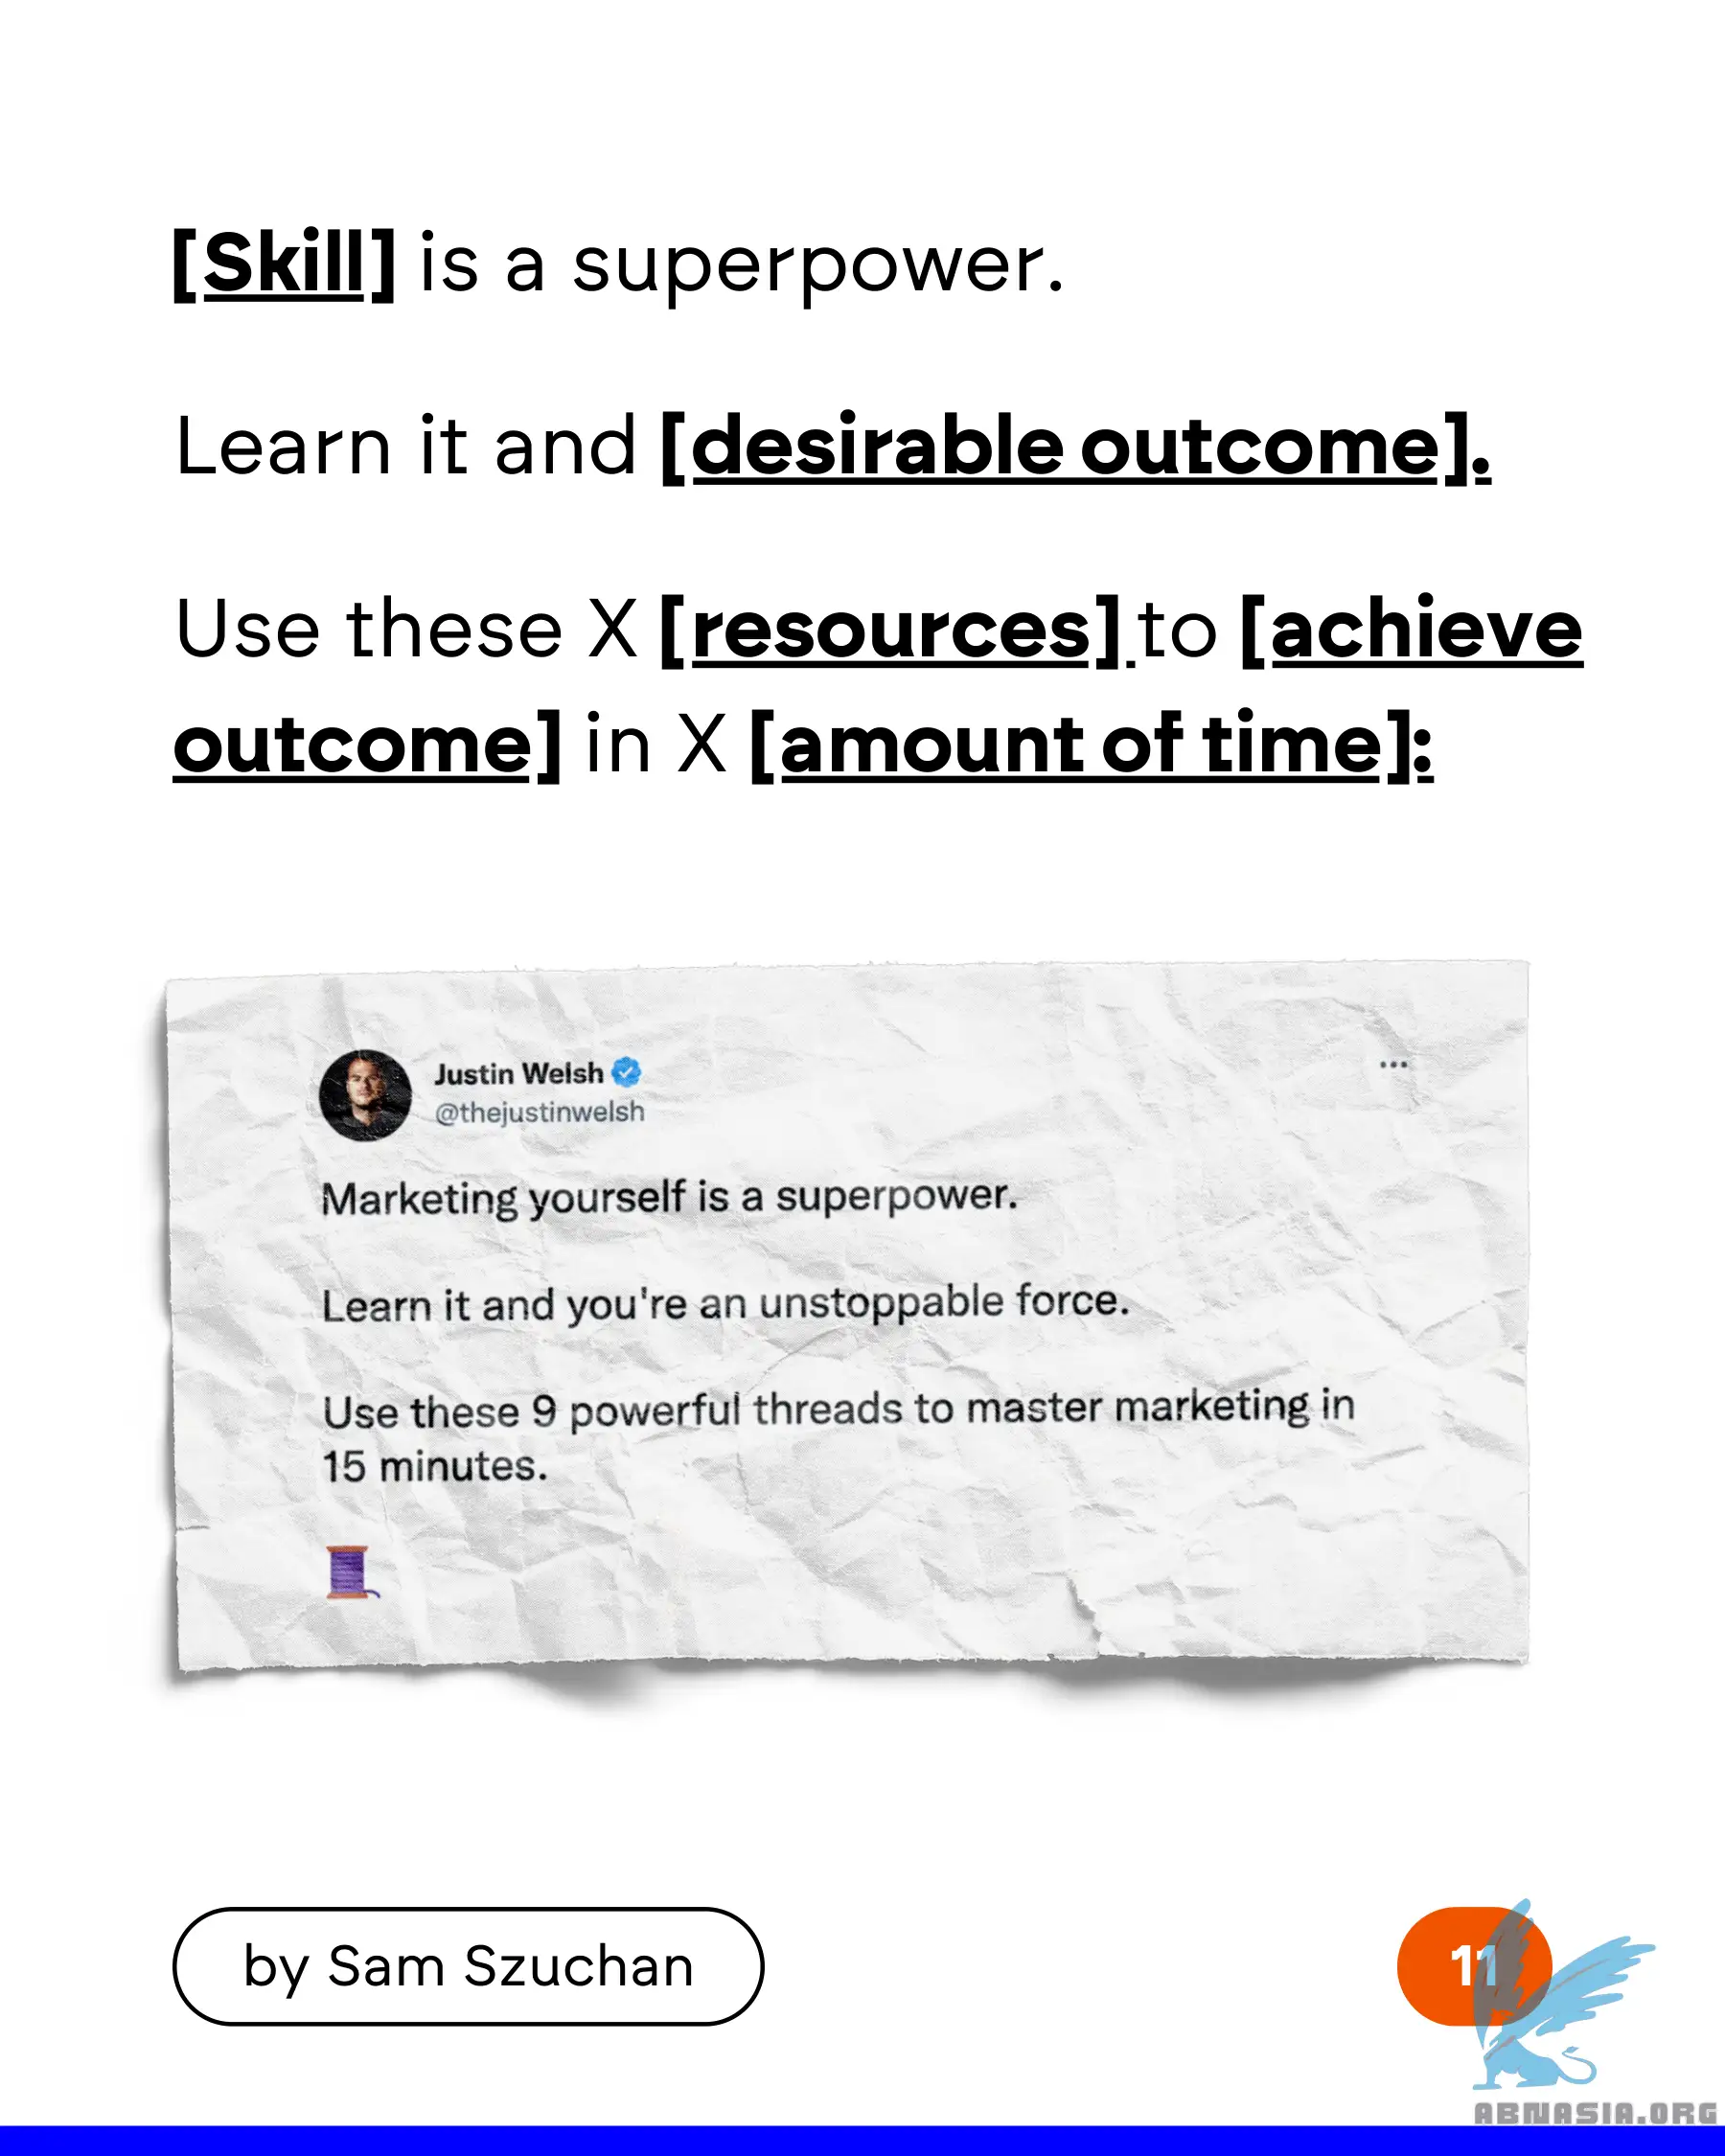 [Skill] is a superpower.
Learn it and [desirable outcome].
Use these X [resources] to [achieve
outcome] in X [amount of time]:
Justin Welsh
@thejustinwelsh
...
Marketing yourself is a superpower.
Learn it and you're an unstoppable force.
Use these 9 powerful threads to master marketing in
15 minutes.
by Sam Szuchan
11
ABNASIA.ORG